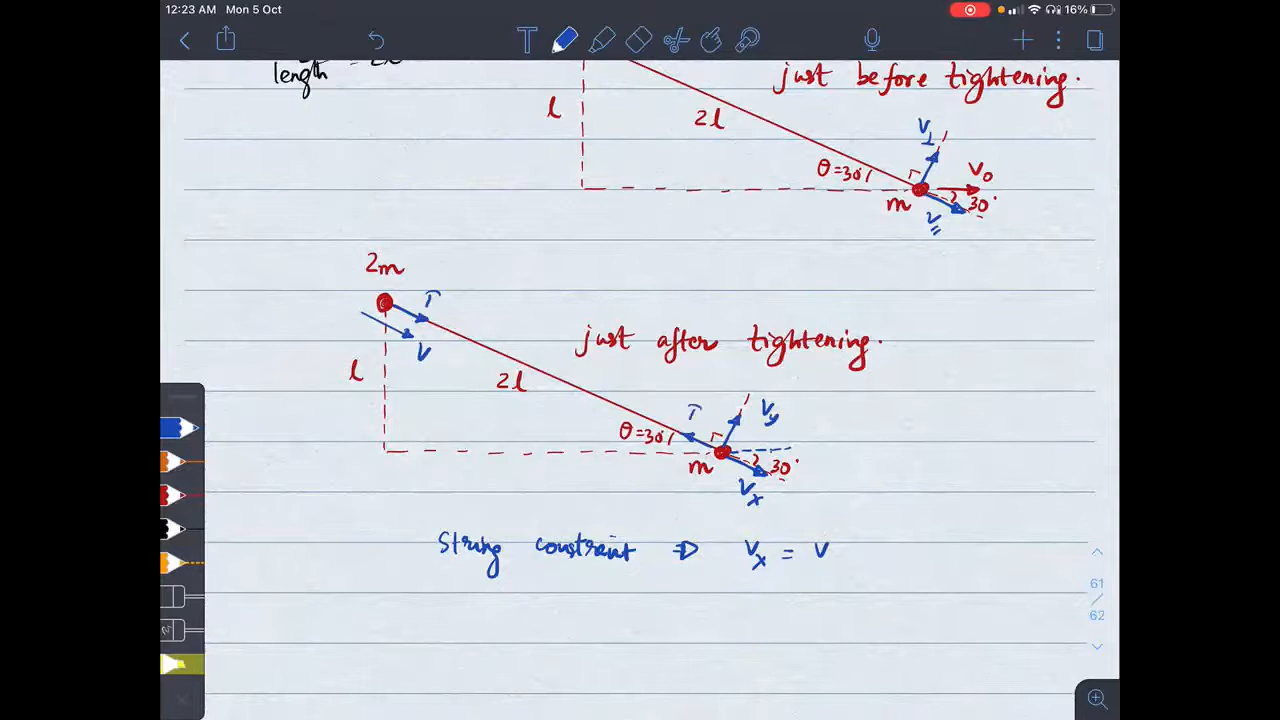 12:23 AM Mon 5 Oct
16%
T
length = 2l
just before tightening.
l
2l
V⊥
θ=30°
V₀
m
30°
V=
2m
T
V
just after tightening.
l
2l
T
Vy
θ=30°
m
30°
Vx
String constraint ⇒ Vx = V
61
/
62